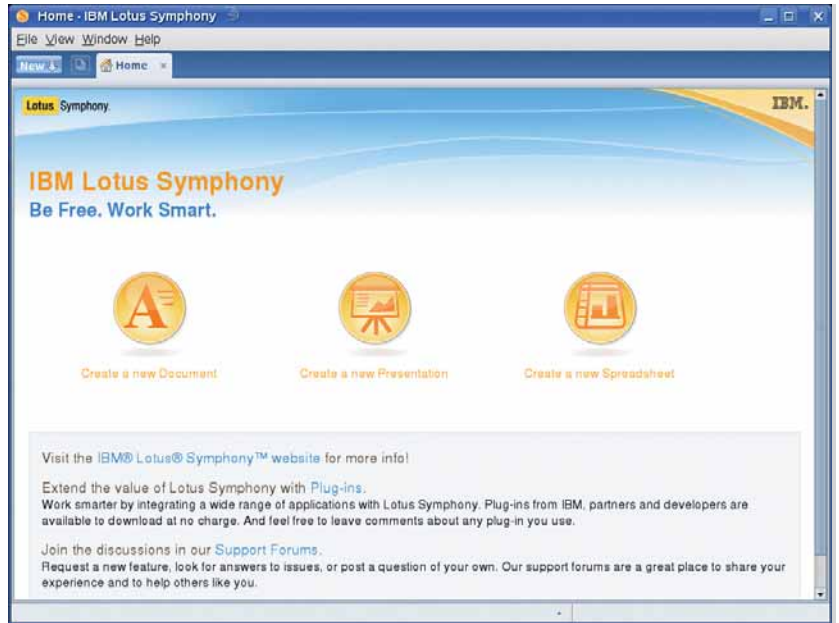 Home - IBM Lotus Symphony
File View Window Help
New
Home
Lotus Symphony.
IBM.
IBM Lotus Symphony
Be Free. Work Smart.
Create a new Document
Create a new Presentation
Create a new Spreadsheet
Visit the IBM® Lotus® Symphony™ website for more info!
Extend the value of Lotus Symphony with Plug-ins.
Work smarter by integrating a wide range of applications with Lotus Symphony. Plug-ins from IBM, partners and developers are
available to download at no charge. And feel free to leave comments about any plug-in you use.
Join the discussions in our Support Forums.
Request a new feature, look for answers to issues, or post a question of your own. Our support forums are a great place to share your
experience and to help others like you.